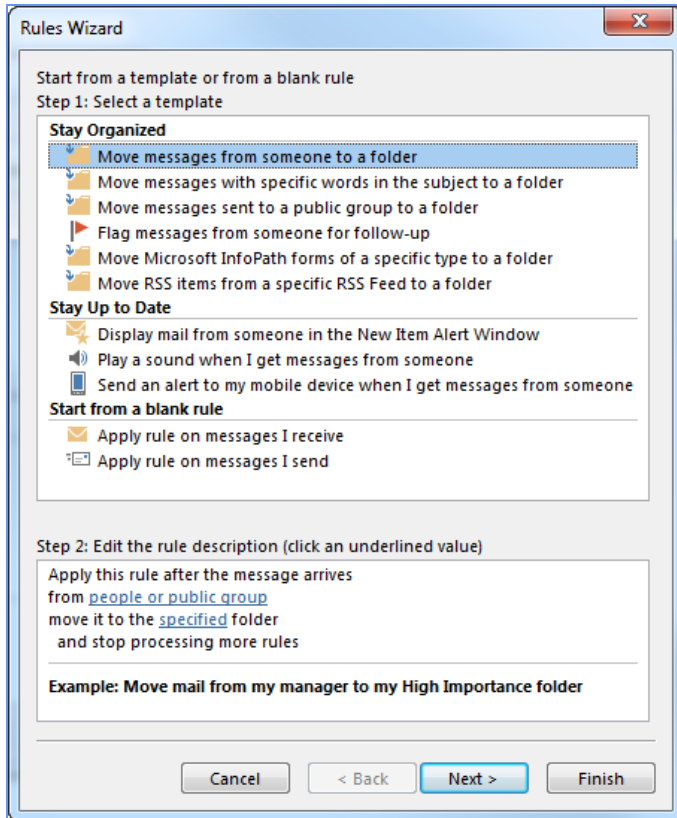 Rules Wizard
Start from a template or from a blank rule
Step 1: Select a template
Stay Organized
Move messages from someone to a folder
Move messages with specific words in the subject to a folder
Move messages sent to a public group to a folder
Flag messages from someone for follow-up
Move Microsoft InfoPath forms of a specific type to a folder
Move RSS items from a specific RSS Feed to a folder
Stay Up to Date
Display mail from someone in the New Item Alert Window
Play a sound when I get messages from someone
Send an alert to my mobile device when I get messages from someone
Start from a blank rule
Apply rule on messages I receive
Apply rule on messages I send
Step 2: Edit the rule description (click an underlined value)
Apply this rule after the message arrives
from people or public group
move it to the specified folder
and stop processing more rules
Example: Move mail from my manager to my High Importance folder
Cancel < Back Next > Finish